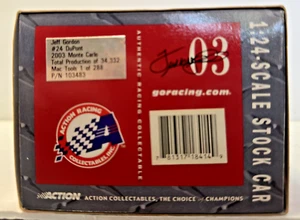 Jeff Gordon
#24 DuPont
2003 Monte Carlo
Total Production of 34,332
Mac Tools 1 of 288
P/N 103483
ACTION RACING
COLLECTABLES, INC.
AUTHENTIC RACING COLLECTABLE
03
goracing.com
1:24-SCALE STOCK CAR
ACTION
ACTION COLLECTABLES, THE CHOICE of CHAMPIONS